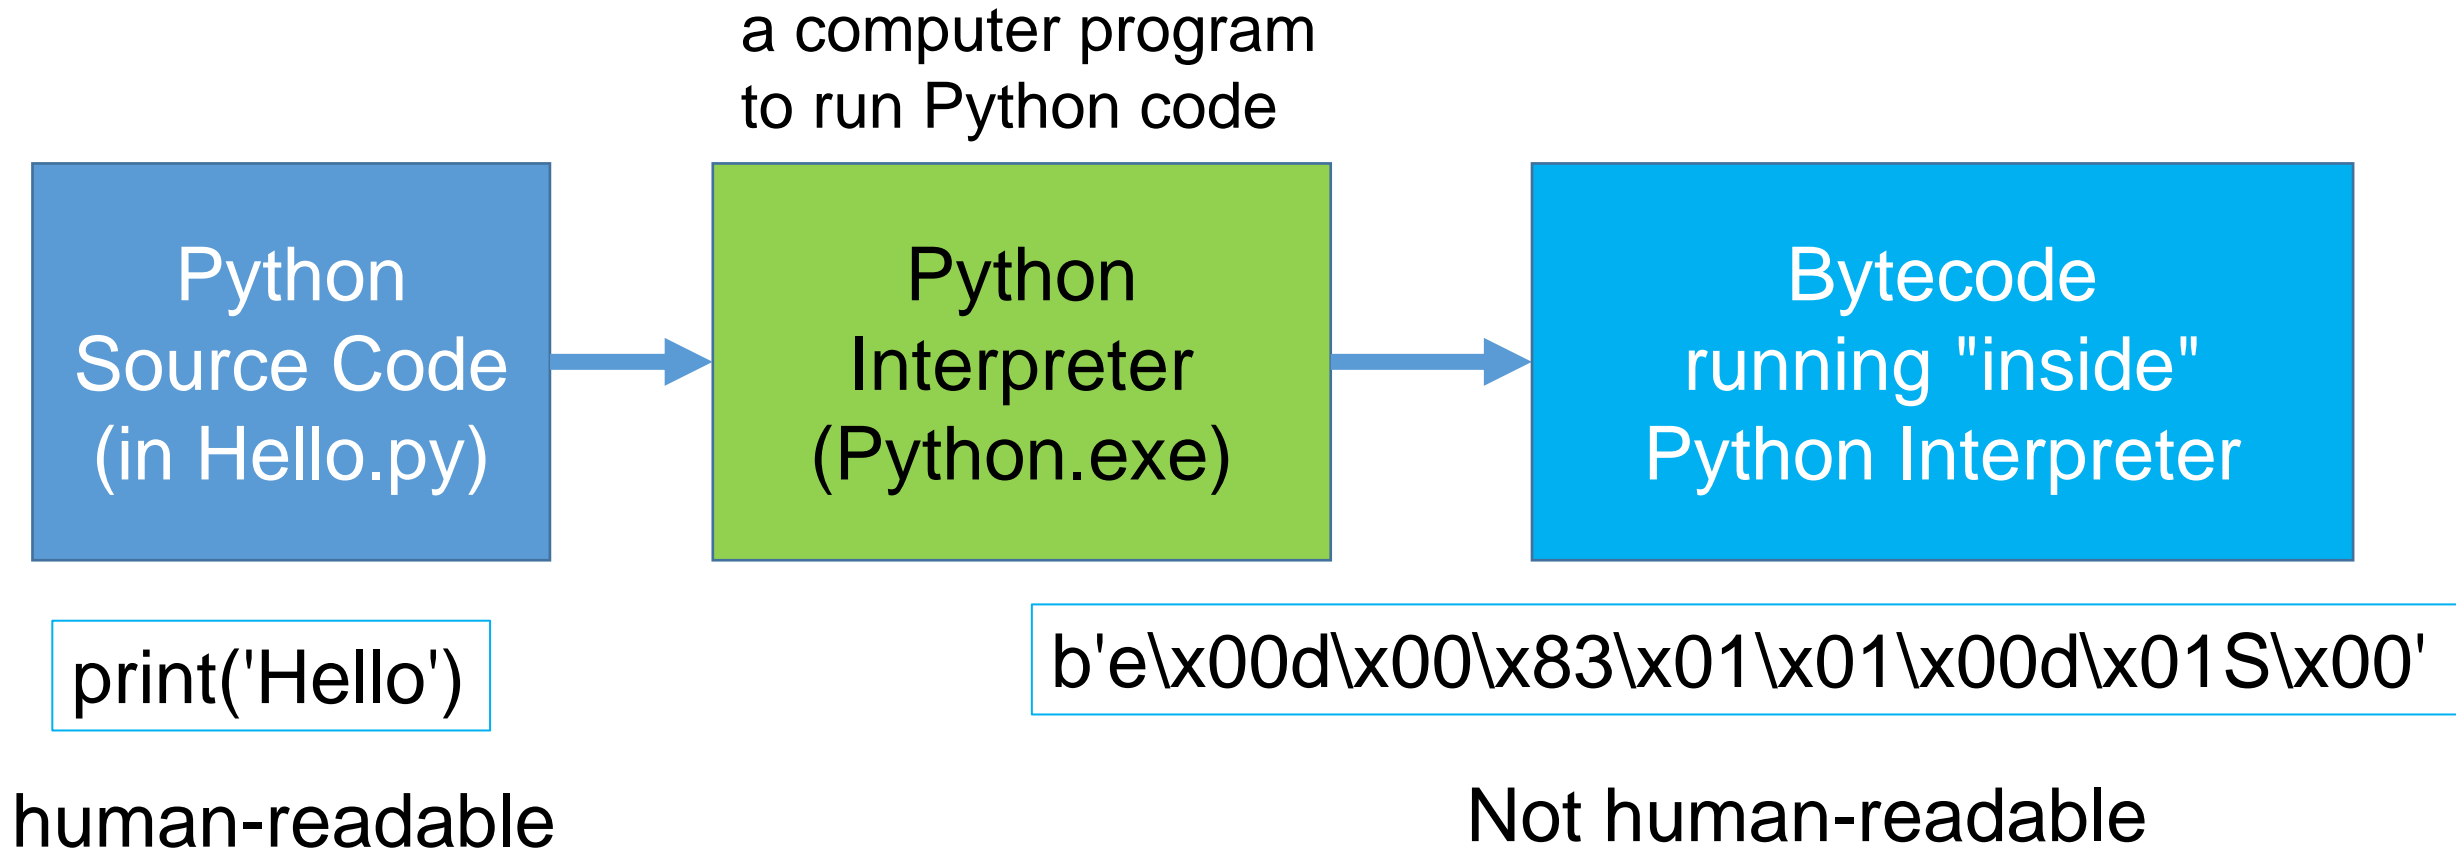 a computer program
to run Python code
Python
Source Code
(in Hello.py)
Python
Interpreter
(Python.exe)
Bytecode
running "inside"
Python Interpreter
print('Hello')
b'e\x00d\x00\x83\x01\x01\x00d\x01S\x00'
human-readable
Not human-readable